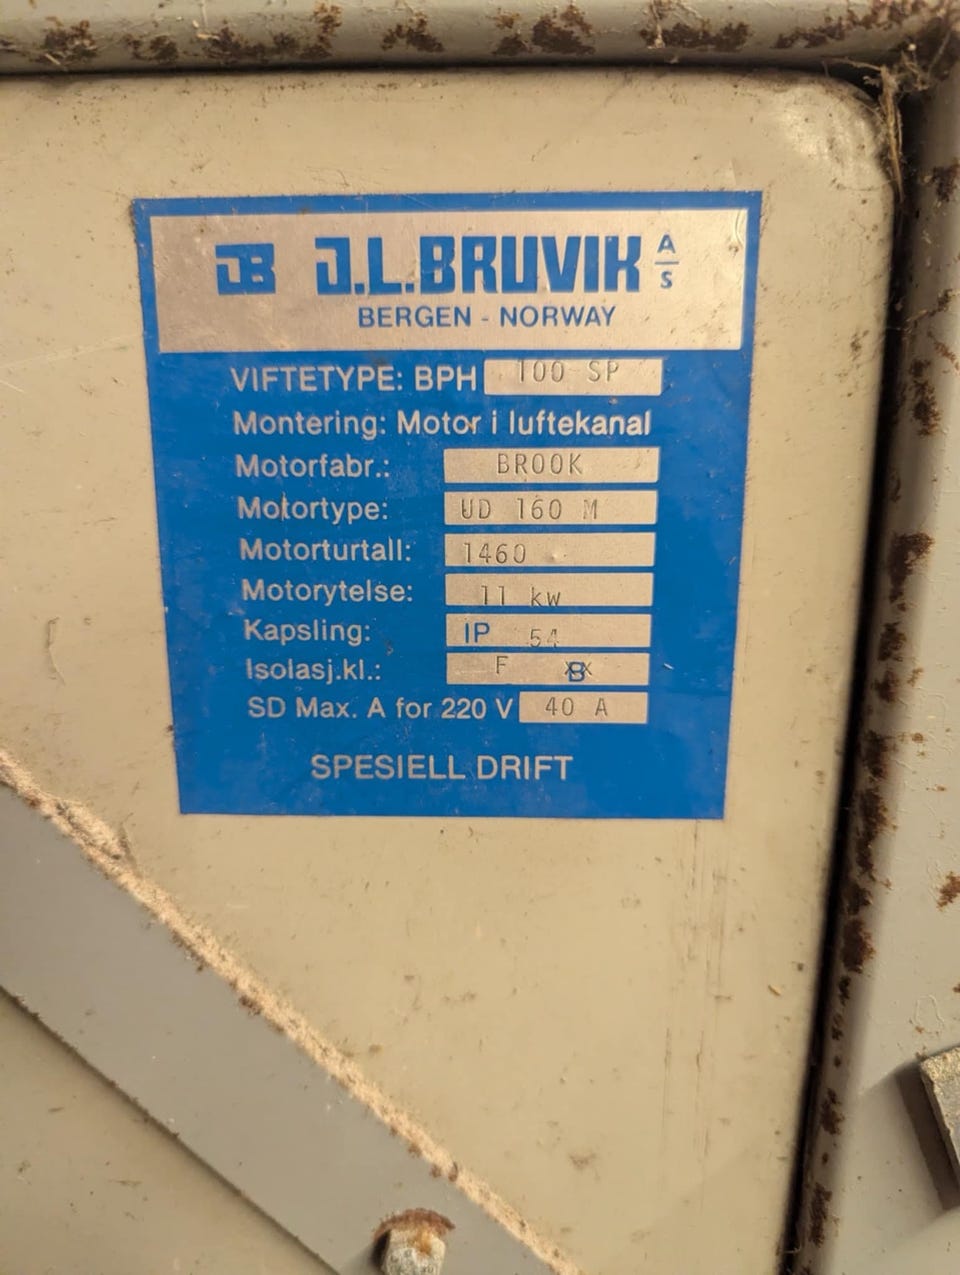 JB J.L.BRUVIK A/S
BERGEN - NORWAY
VIFTETYPE: BPH 100 SP
Montering: Motor i luftekanal
Motorfabr.: BROOK
Motortype: UD 160 M
Motorturtall: 1460
Motorytelse: 11 kw
Kapsling: IP 54
Isolasj.kl.: F B
SD Max. A for 220 V 40 A
SPESIELL DRIFT